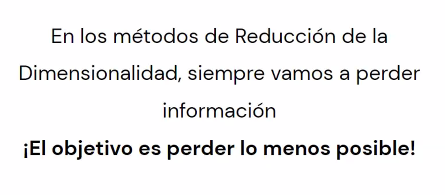 En los métodos de Reducción de la
Dimensionalidad, siempre vamos a perder
información
¡El objetivo es perder lo menos posible!